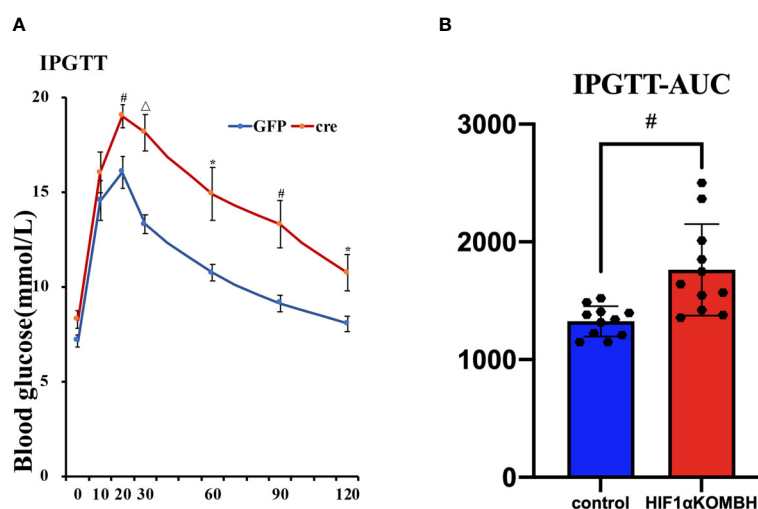 A
IPGTT
20
15
10
5
0
Blood glucose(mmol/L)
# △ * # *
GFP cre
0 10 20 30 60 90 120
B
IPGTT-AUC
#
3000
2000
1000
0
control HIF1αKOMBH